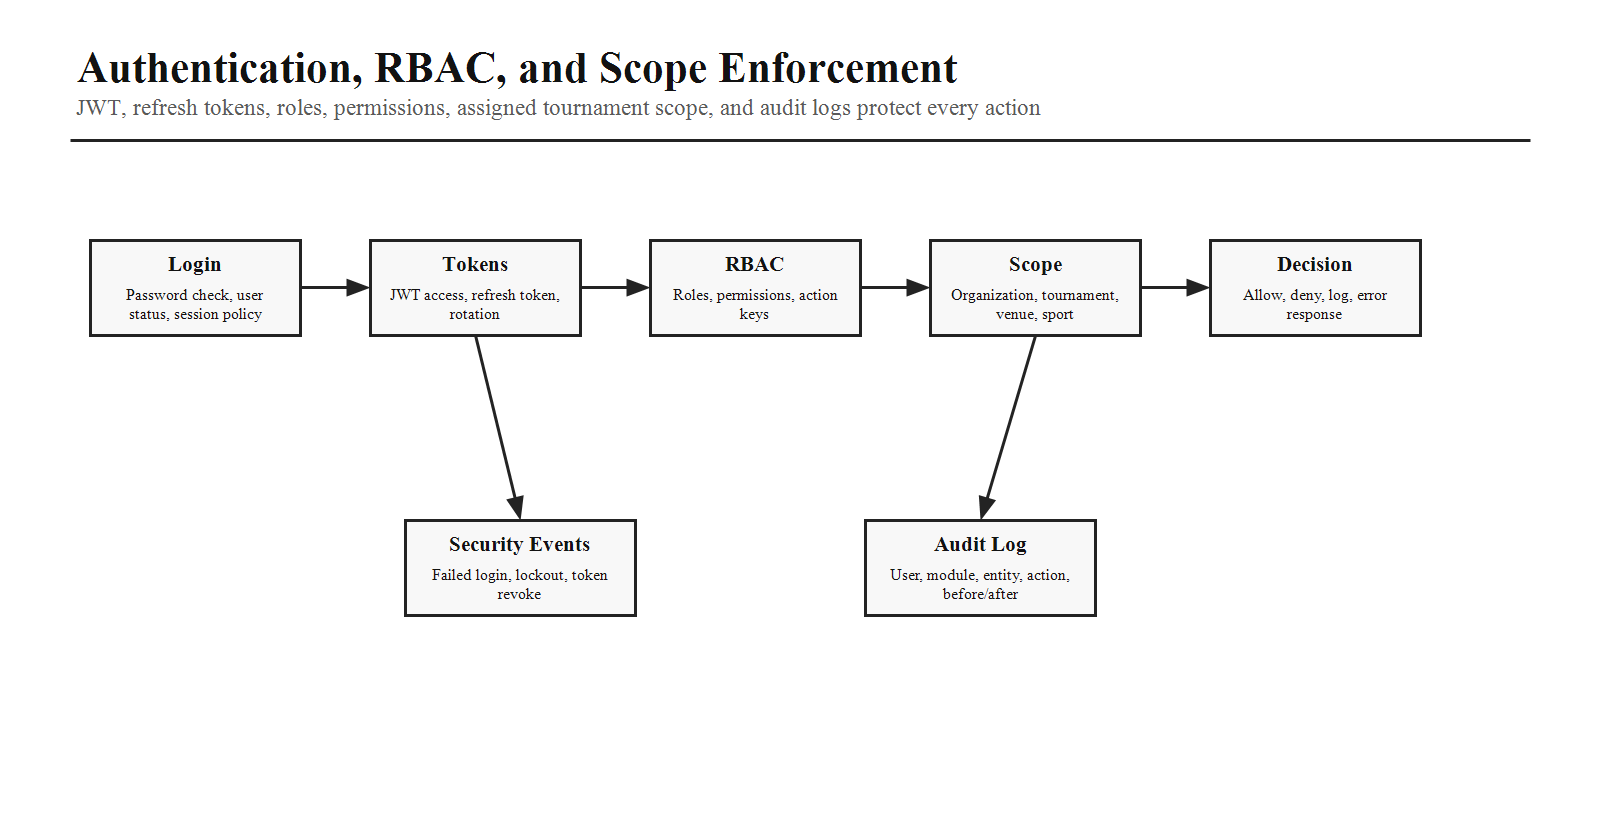 Authentication, RBAC, and Scope Enforcement
JWT, refresh tokens, roles, permissions, assigned tournament scope, and audit logs protect every action
Login
Password check, user
status, session policy
Tokens
JWT access, refresh token,
rotation
RBAC
Roles, permissions, action
keys
Scope
Organization, tournament,
venue, sport
Decision
Allow, deny, log, error
response
Security Events
Failed login, lockout, token
revoke
Audit Log
User, module, entity, action,
before/after